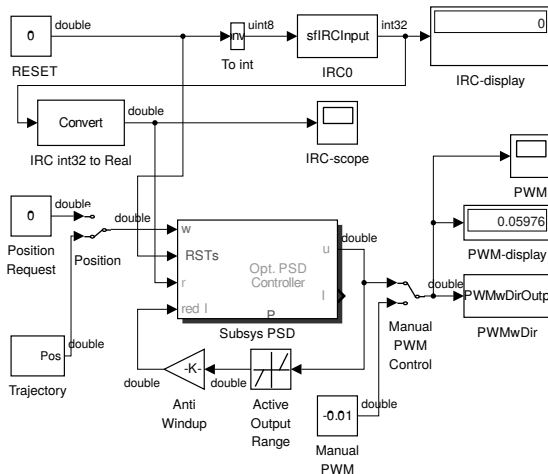 0
double
uint8
int32
sfIRCInput
0
nv
RESET
To int
IRC0
IRC-display
double
Convert
IRC int32 to Real
IRC-scope
double
double
PWM
0
double
w
u
double
0.05976
Position
Request
Position
RSTs
Opt. PSD
Controller
PWM-display
r
I
double
PWMwDirOutp
red I
P
Subsys PSD
Manual
PWM
Control
PWMwDir
Pos
double
-K-
double
double
Trajectory
Anti
Windup
Active
Output
Range
-0.01
double
Manual
PWM